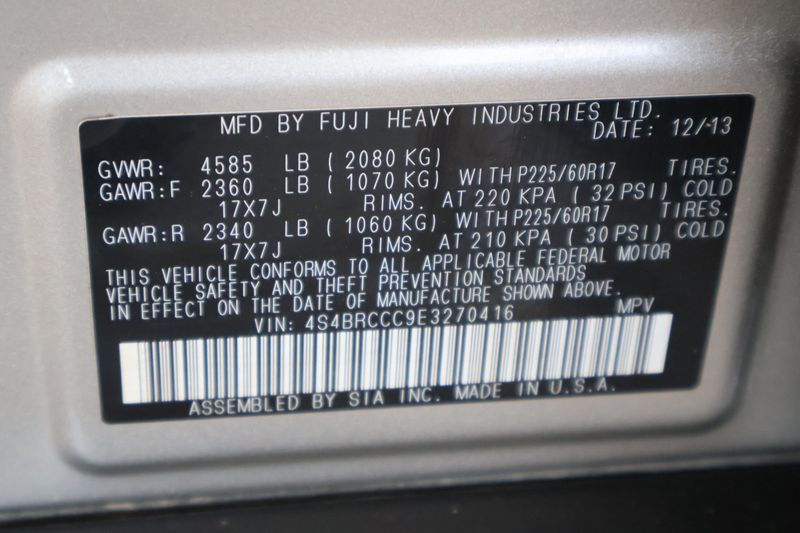 MFD BY FUJI HEAVY INDUSTRIES LTD.
DATE: 12/13
GVWR: 4585 LB ( 2080 KG)
GAWR:F 2360 LB ( 1070 KG) WITH P225/60R17 TIRES.
17X7J RIMS. AT 220 KPA ( 32 PSI) COLD
GAWR:R 2340 LB ( 1060 KG) WITH P225/60R17 TIRES.
17X7J RIMS. AT 210 KPA ( 30 PSI) COLD
THIS VEHICLE CONFORMS TO ALL APPLICABLE FEDERAL MOTOR
VEHICLE SAFETY AND THEFT PREVENTION STANDARDS
IN EFFECT ON THE DATE OF MANUFACTURE SHOWN ABOVE.
VIN: 4S4BRCCC9E3270416 MPV
ASSEMBLED BY SIA INC. MADE IN U.S.A.